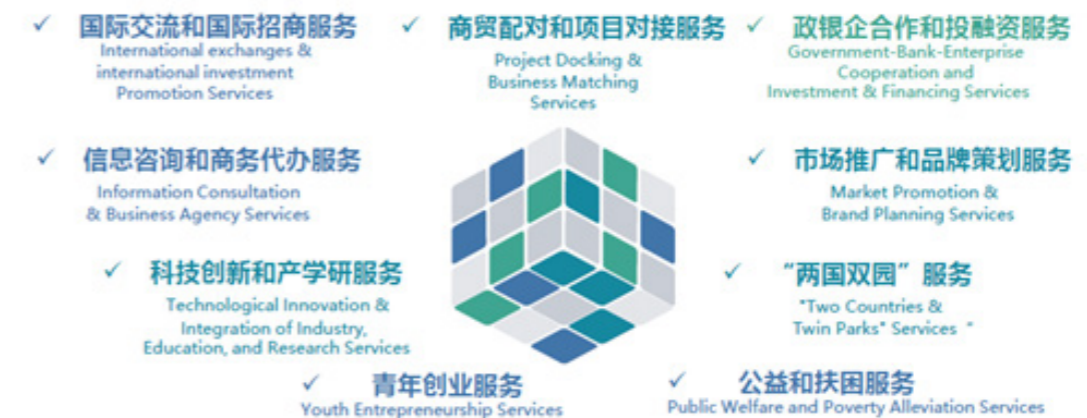 ✓ 国际交流和国际招商服务
International exchanges &
international investment
Promotion Services
✓ 商贸配对和项目对接服务
Project Docking &
Business Matching
Services
✓ 政银企合作和投融资服务
Government-Bank-Enterprise
Cooperation and
Investment & Financing Services
✓ 信息咨询和商务代办服务
Information Consultation
& Business Agency Services
✓ 市场推广和品牌策划服务
Market Promotion &
Brand Planning Services
✓ 科技创新和产学研服务
Technological Innovation &
Integration of Industry,
Education, and Research Services
✓ “两国双园”服务
"Two Countries &
Twin Parks" Services “
✓ 青年创业服务
Youth Entrepreneurship Services
✓ 公益和扶困服务
Public Welfare and Poverty Alleviation Services